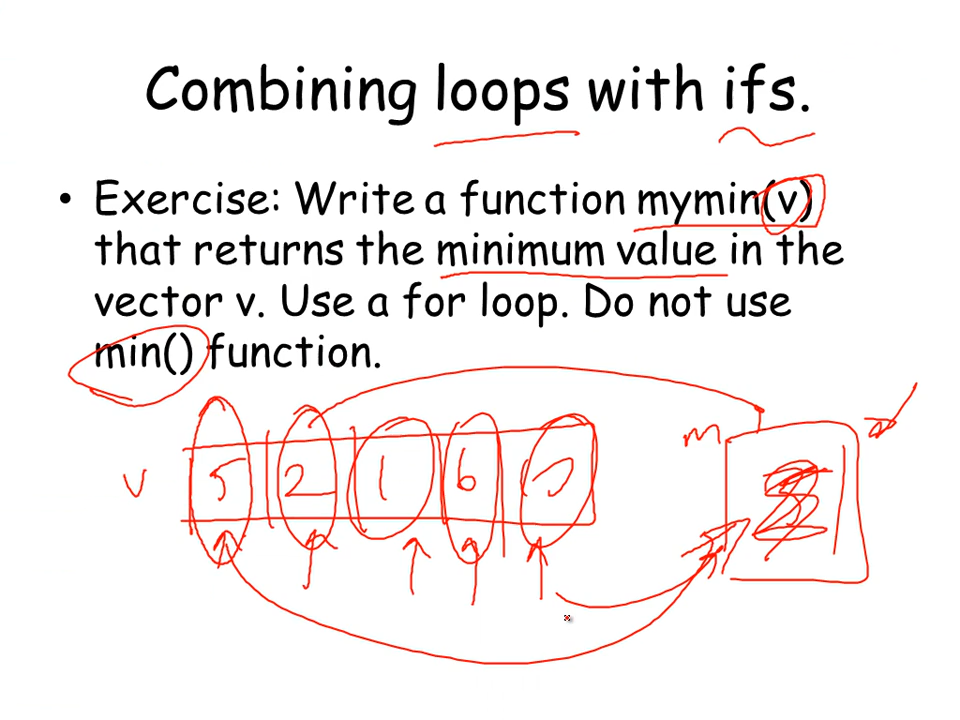 Combining loops with ifs.
• Exercise: Write a function mymin(v)
that returns the minimum value in the
vector v. Use a for loop. Do not use
min() function.
m
v 5 2 1 6